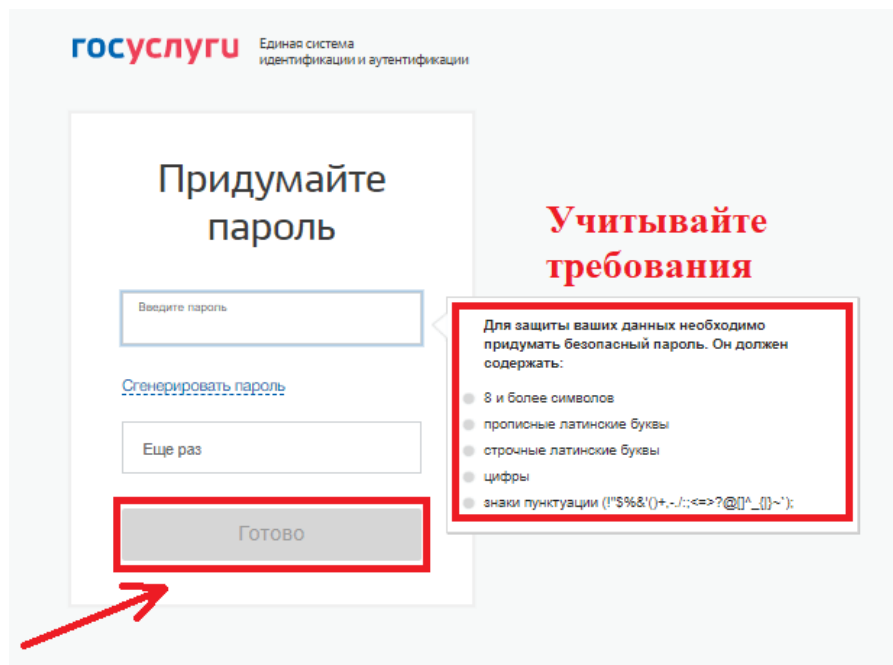 госуслуги
Единая система
идентификации и аутентификации
Придумайте
пароль
Введите пароль
Сгенерировать пароль
Еще раз
Готово
Учитывайте
требования
Для защиты ваших данных необходимо
придумать безопасный пароль. Он должен
содержать:
8 и более символов
прописные латинские буквы
строчные латинские буквы
цифры
знаки пунктуации (!"$%&'()+,-./:;<=>?@[]^_{|}~`);